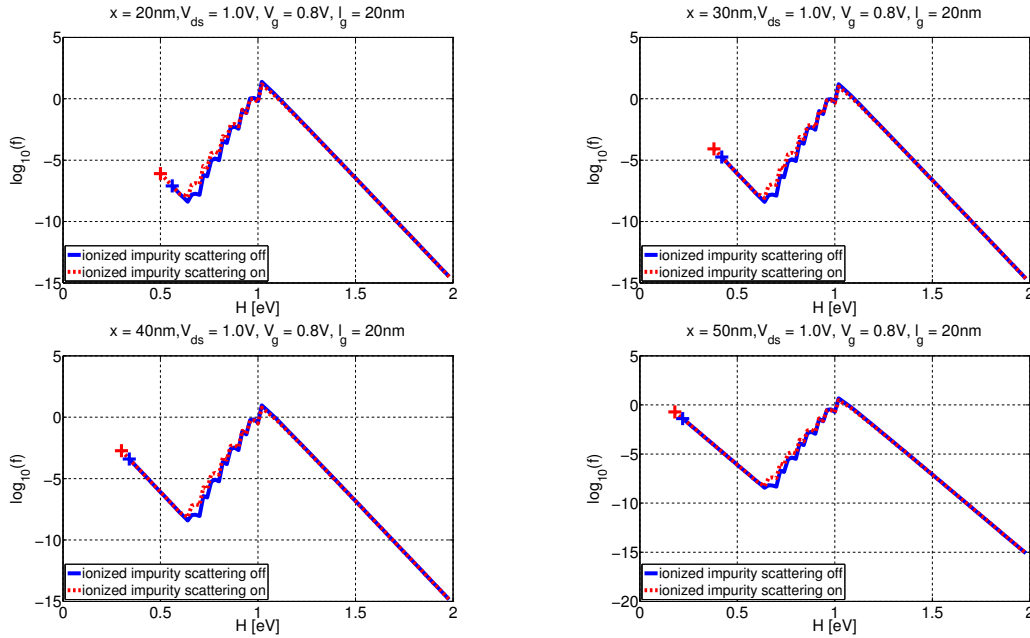 x = 20nm,V_ds = 1.0V, V_g = 0.8V, l_g = 20nm
5
0
−5
−10
−15
log_10(f)
ionized impurity scattering off
ionized impurity scattering on
0 0.5 1 1.5 2
H [eV]
x = 30nm,V_ds = 1.0V, V_g = 0.8V, l_g = 20nm
5
0
−5
−10
−15
log_10(f)
ionized impurity scattering off
ionized impurity scattering on
0 0.5 1 1.5 2
H [eV]
x = 40nm,V_ds = 1.0V, V_g = 0.8V, l_g = 20nm
5
0
−5
−10
−15
log_10(f)
ionized impurity scattering off
ionized impurity scattering on
0 0.5 1 1.5 2
H [eV]
x = 50nm,V_ds = 1.0V, V_g = 0.8V, l_g = 20nm
5
0
−5
−10
−15
−20
log_10(f)
ionized impurity scattering off
ionized impurity scattering on
0 0.5 1 1.5 2
H [eV]